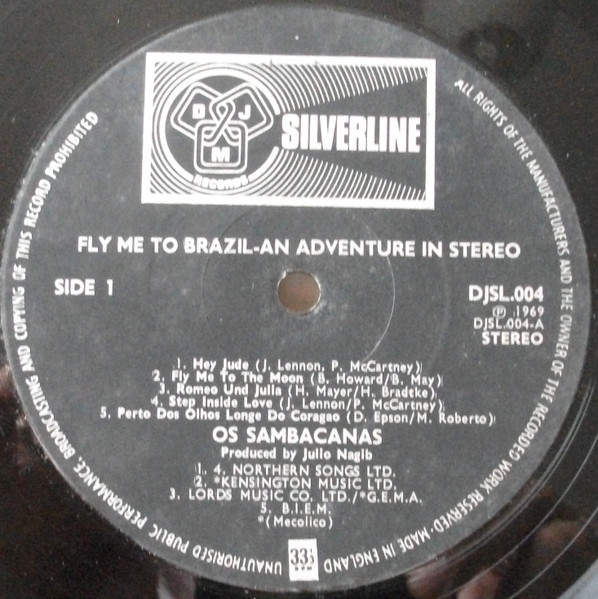 DJM
RECORDS
SILVERLINE
FLY ME TO BRAZIL-AN ADVENTURE IN STEREO
SIDE 1
DJSL.004
℗ 1969
DJSL.004-A
STEREO
1. Hey Jude (J. Lennon, P. McCartney)
2. Fly Me To The Moon (B. Howard/B. May)
3. Romeo Und Julia (H. Mayer/H. Bradtke)
4. Step Inside Love (J. Lennon/P. McCartney)
5. Perto Dos Olhos Longe Do Coragao (D. Epson/M. Roberto)
OS SAMBACANAS
Produced by Julio Nagib
1. 4. NORTHERN SONGS LTD.
2. *KENSINGTON MUSIC LTD.
3. LORDS MUSIC CO. LTD./*G.E.M.A.
5. B.I.E.M.
*(Mecolico)
33⅓
RPM
ALL RIGHTS OF THE MANUFACTURERS AND THE OWNER OF THE RECORDED WORK RESERVED · MADE IN ENGLAND
UNAUTHORISED PUBLIC PERFORMANCE BROADCASTING AND COPYING OF THIS RECORD PROHIBITED